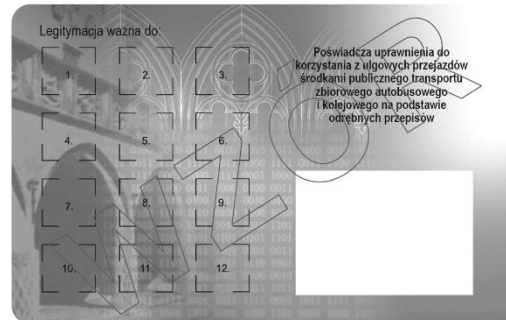 Legitymacja ważna do:
1. 2. 3.
4. 5. 6.
7. 8. 9.
10. 11. 12.
Poświadcza uprawnienia do
korzystania z ulgowych przejazdów
środkami publicznego transportu
zbiorowego autobusowego
i kolejowego na podstawie
odrębnych przepisów
WZÓR